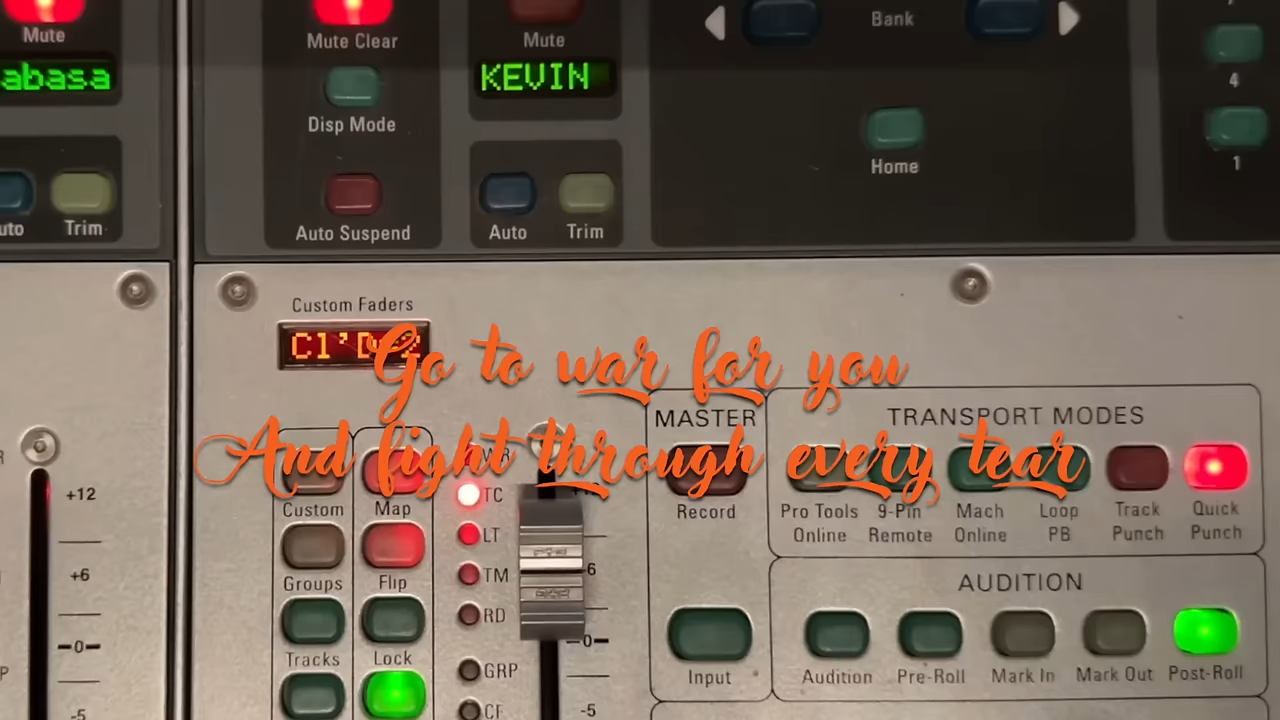 Mute
Mute Clear
Mute
Bank
abasa
KEVIN
4
Disp Mode
Home
1
Trim
Auto Suspend
Auto
Trim
Custom Faders
Go to war for you
And fight through every tear
MASTER
TRANSPORT MODES
+12
TC
Custom
Map
Record
Pro Tools Online
9-Pin Remote
Mach Online
Loop PB
Track Punch
Quick Punch
LT
+6
Groups
Flip
TM
6
AUDITION
RD
0
0
Tracks
Lock
GRP
Input
Audition
Pre-Roll
Mark In
Mark Out
Post-Roll
-5
-5